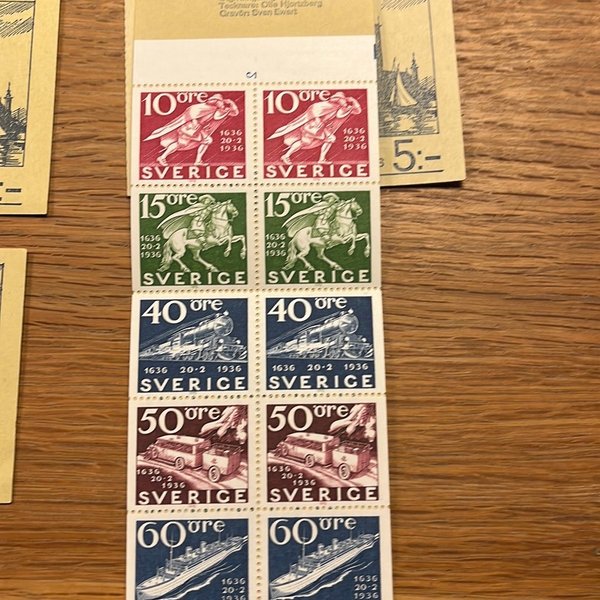 Tecknare: Olle Hjortzberg
Gravör: Sven Ewert
5
10 öre 10 öre
1636 1636
20·2 20·2
1936 1936
SVERIGE SVERIGE
5:-
15 öre 15 öre
1636 1636
20·2 20·2
1936 1936
SVERIGE SVERIGE
40 öre 40 öre
1636 20·2 1936 1636 20·2 1936
SVERIGE SVERIGE
50 öre 50 öre
1636 1636
20·2 20·2
1936 1936
SVERIGE SVERIGE
60 öre 60 öre
1636 1636
20·2 20·2
1936 1936